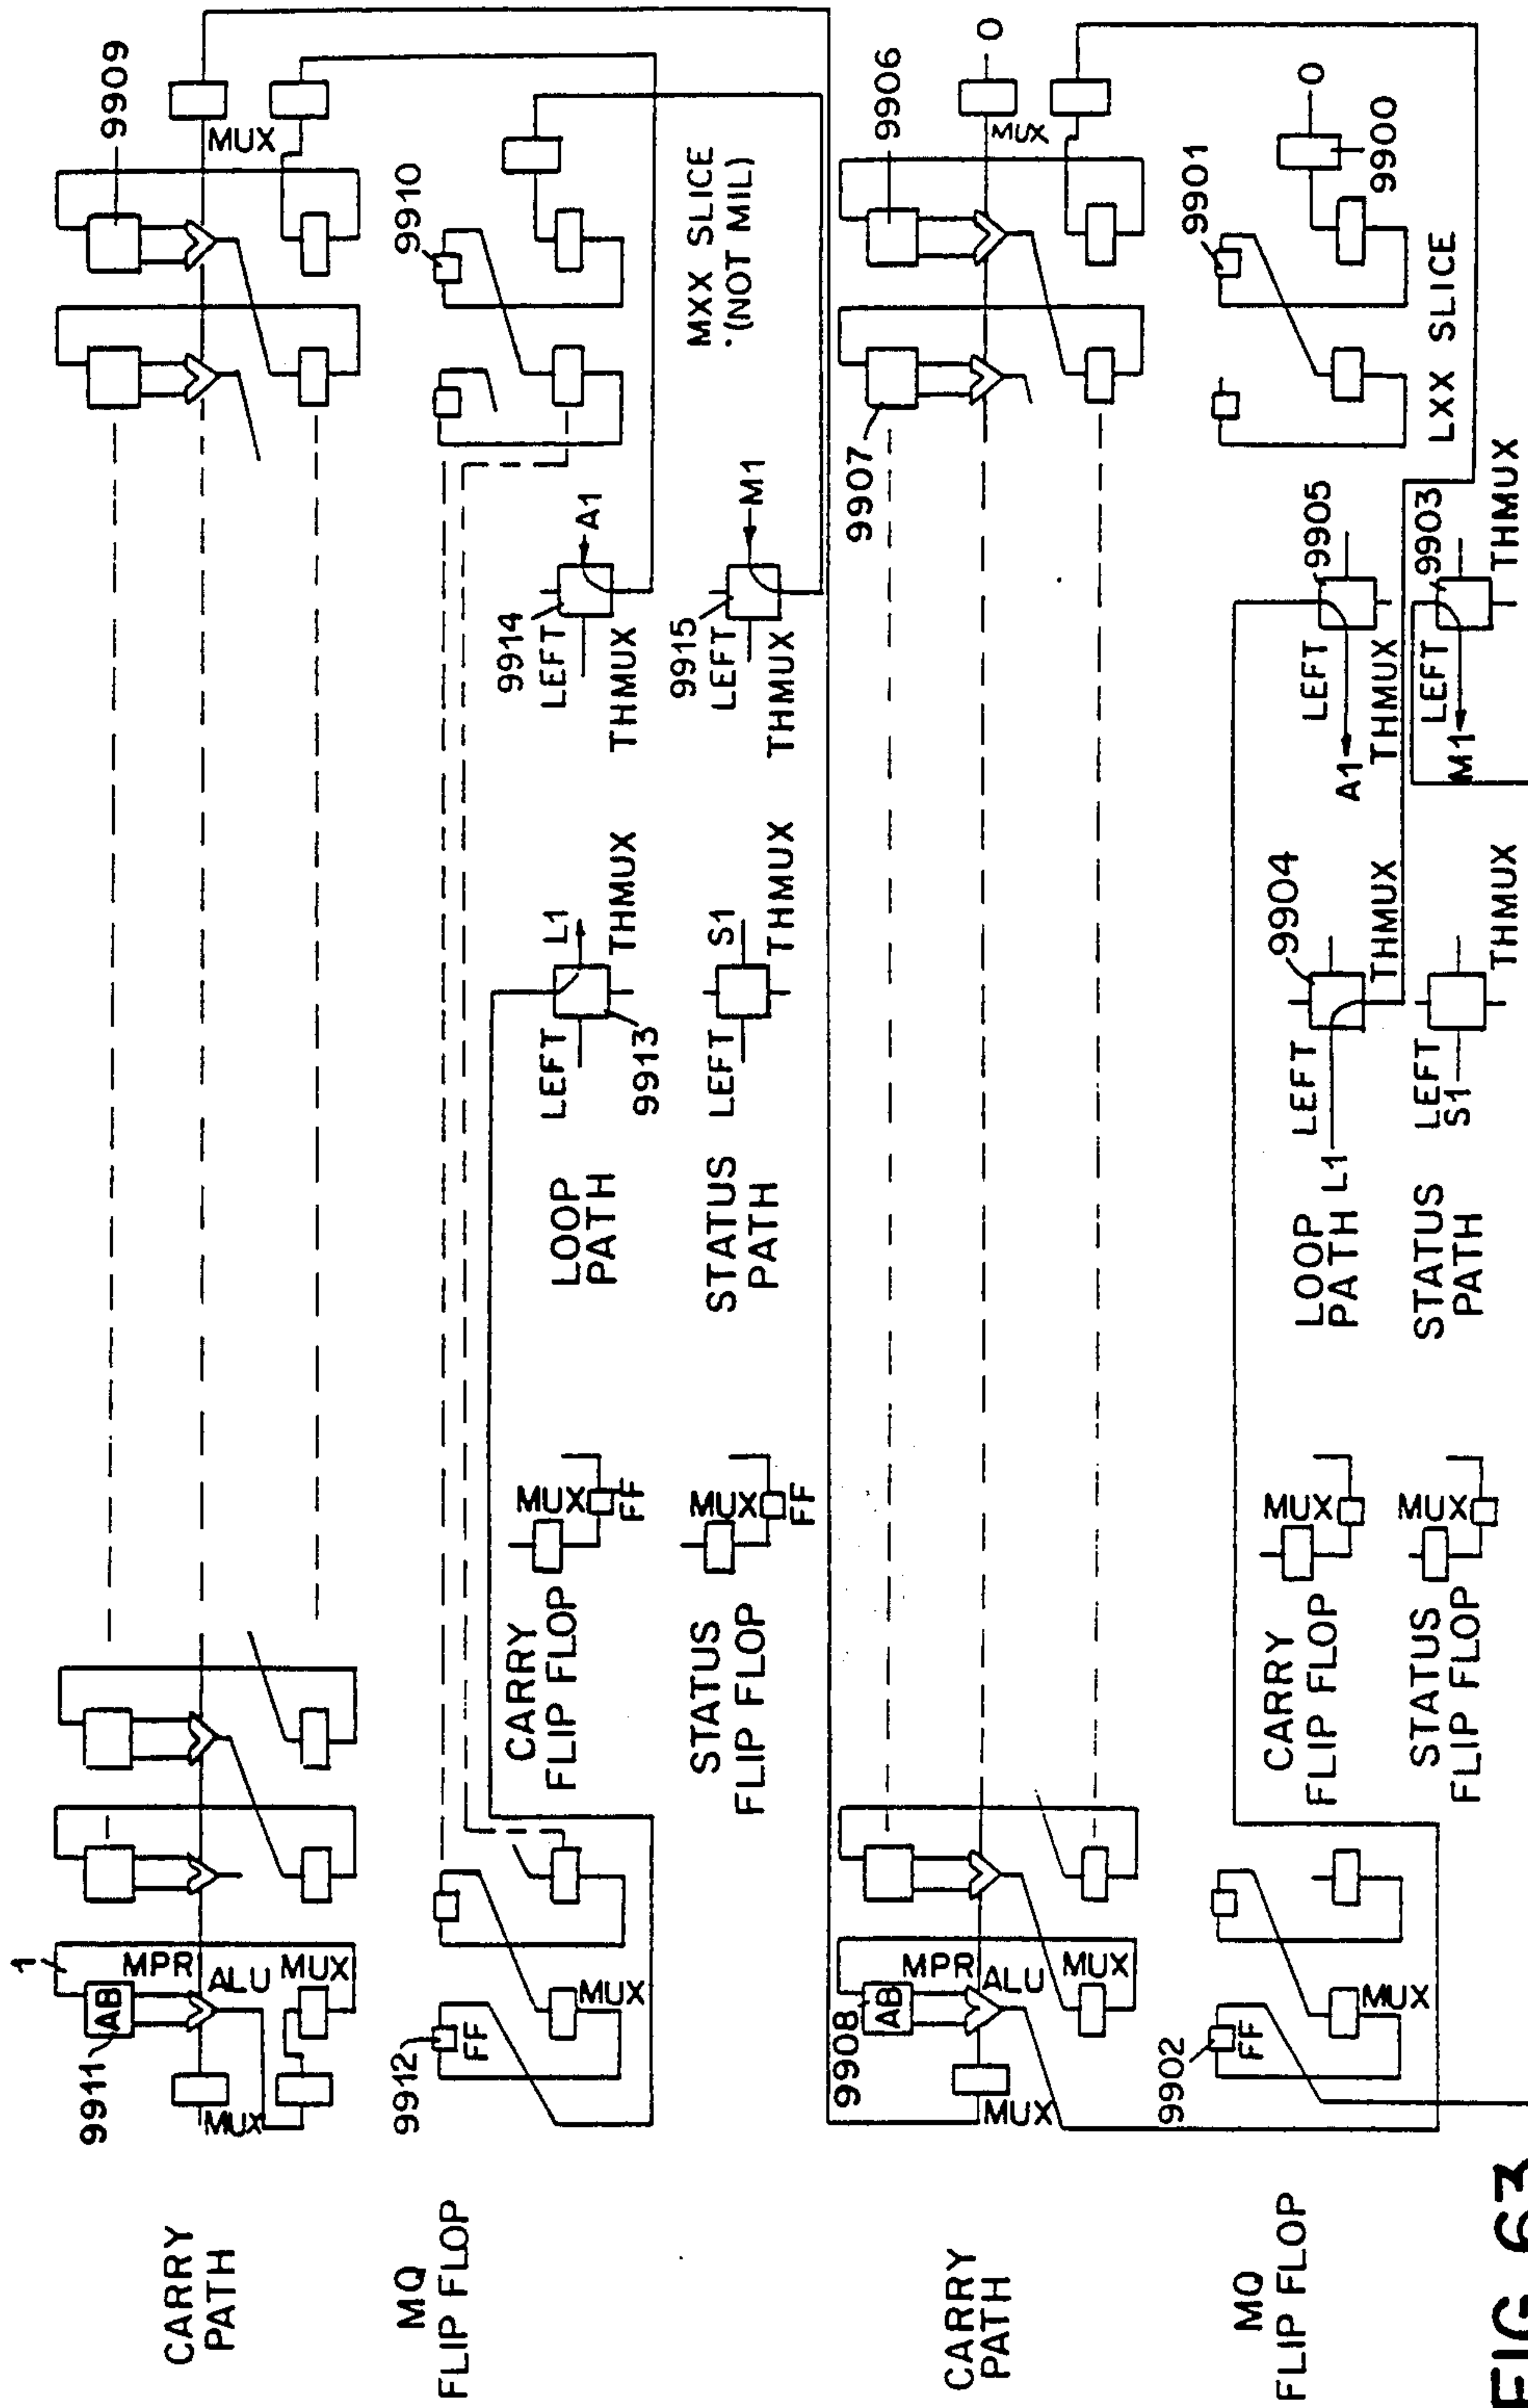 1
9909
9911
AB
MPR
ALU
MUX
MUX
MUX
CARRY
PATH
9910
9912
FF
MUX
MQ
FLIP FLOP
CARRY
FLIP FLOP
MUX
FF
LOOP
PATH
LEFT
L1
9913
THMUX
9914
LEFT
A1
THMUX
STATUS
FLIP FLOP
MUX
FF
STATUS
PATH
LEFT
S1
THMUX
9915
LEFT
M1
THMUX
MXX SLICE
(NOT MIL)
9908
AB
MPR
ALU
MUX
MUX
9907
9906
MUX
O
CARRY
PATH
9902
FF
MUX
9901
9900
O
MO
FLIP FLOP
CARRY
FLIP FLOP
MUX
LOOP
PATH
L1
LEFT
9904
THMUX
LEFT
9905
A1
THMUX
STATUS
FLIP FLOP
MUX
STATUS
PATH
LEFT
S1
THMUX
LEFT
9903
M1
THMUX
LXX SLICE
FIG 63